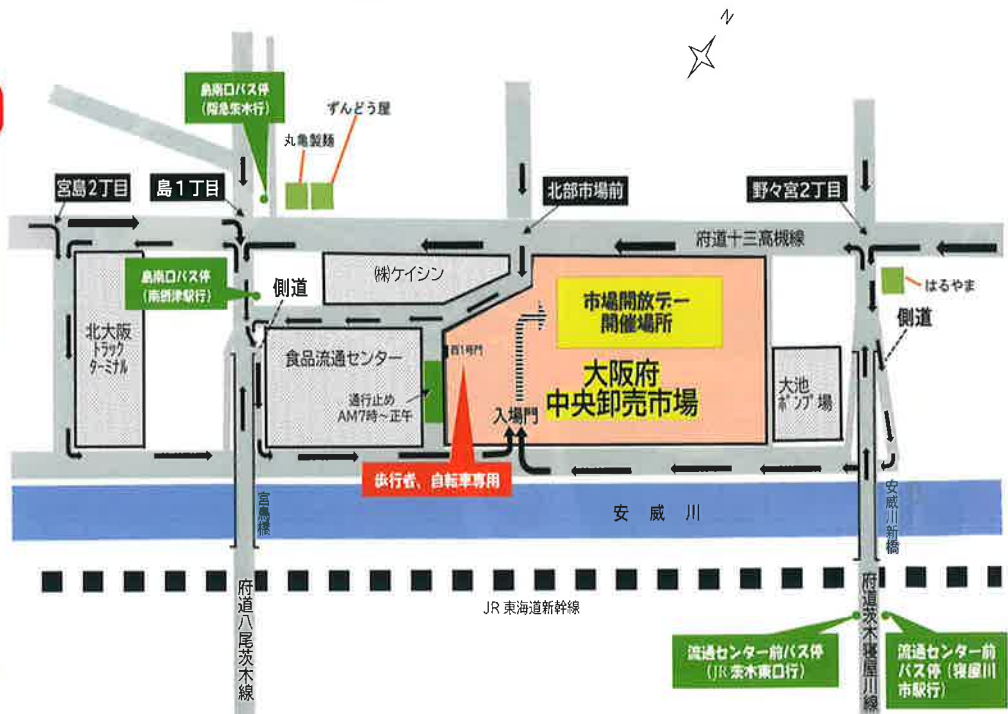 N
島南口バス停
(阪急茨木行)
ずんどう屋
丸亀製麺
宮島2丁目
島1丁目
北部市場前
野々宮2丁目
府道十三高槻線
(株)ケイシン
島南口バス停
(南摂津駅行)
側道
市場開放デー
開催場所
はるやま
側道
北大阪
トラック
ターミナル
食品流通センター
西1号門
大阪府
中央卸売市場
大池
ポンプ場
通行止め
AM7時~正午
入場門
歩行者、自転車専用
宮鳥橋
安威川
安威川新橋
JR東海道新幹線
府道八尾茨木線
府道茨木寝屋川線
流通センター前バス停
(JR茨木東口行)
流通センター前
バス停(寝屋川
市駅行)